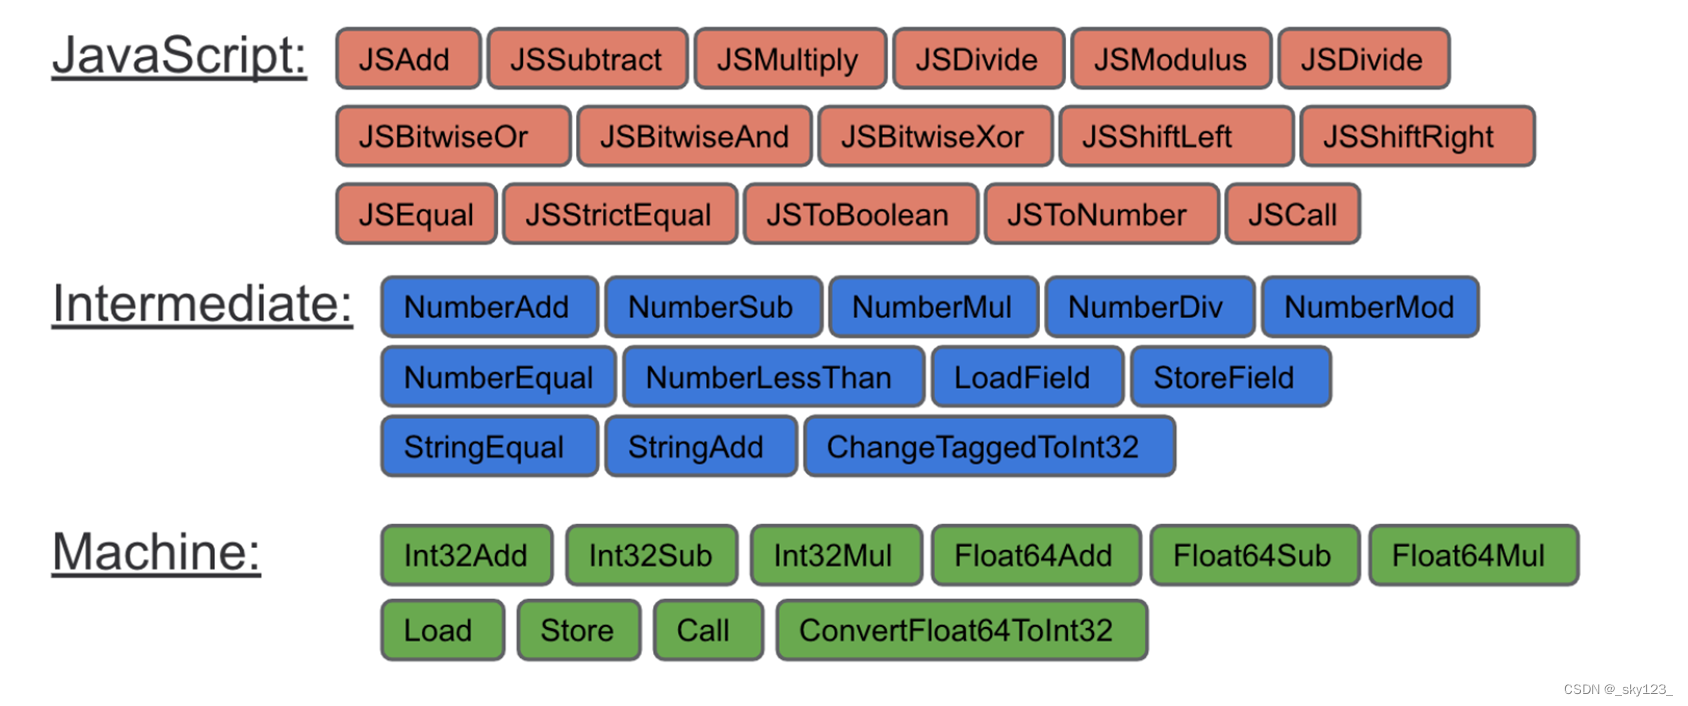 JavaScript: JSAdd JSSubtract JSMultiply JSDivide JSModulus JSDivide
JSBitwiseOr JSBitwiseAnd JSBitwiseXor JSShiftLeft JSShiftRight
JSEqual JSStrictEqual JSToBoolean JSToNumber JSCall
Intermediate: NumberAdd NumberSub NumberMul NumberDiv NumberMod
NumberEqual NumberLessThan LoadField StoreField
StringEqual StringAdd ChangeTaggedToInt32
Machine: Int32Add Int32Sub Int32Mul Float64Add Float64Sub Float64Mul
Load Store Call ConvertFloat64ToInt32
CSDN @_sky123_